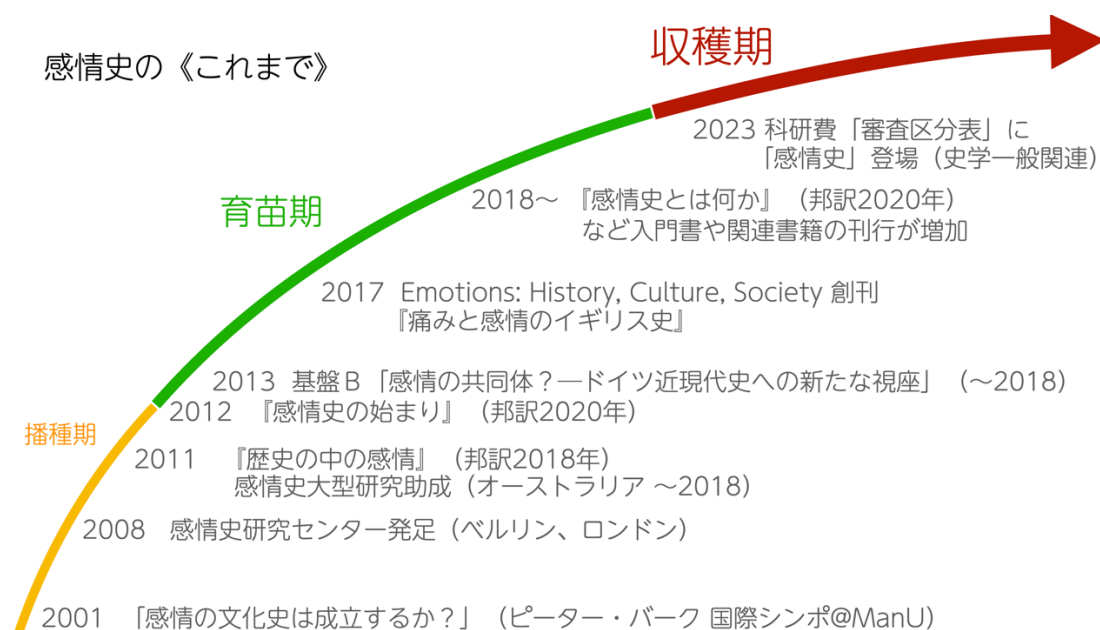 感情史の《これまで》
収穫期
2023 科研費「審査区分表」に
「感情史」登場（史学一般関連）
育苗期
2018～ 『感情史とは何か』（邦訳2020年）
など入門書や関連書籍の刊行が増加
2017 Emotions: History, Culture, Society 創刊
『痛みと感情のイギリス史』
2013 基盤Ｂ「感情の共同体？―ドイツ近現代史への新たな視座」（～2018）
2012 『感情史の始まり』（邦訳2020年）
播種期
2011 『歴史の中の感情』（邦訳2018年）
感情史大型研究助成（オーストラリア ～2018）
2008 感情史研究センター発足（ベルリン、ロンドン）
2001 「感情の文化史は成立するか？」（ピーター・バーク 国際シンポ@ManU）